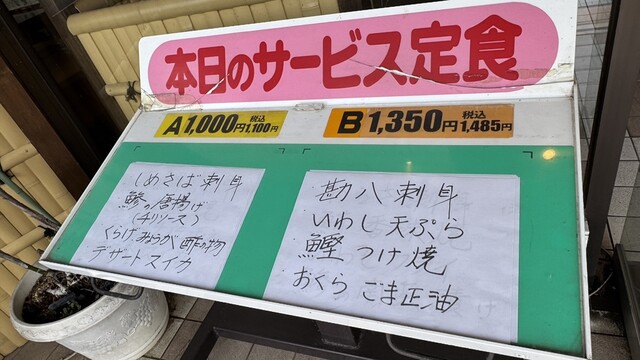 本日のサービス定食
A 1,000円 税込1,100円
B 1,350円 税込1,485円
しめさば刺身
鯵の唐揚げ
(チリソース)
くらげみょうが酢の物
デザートスイカ
勘八刺身
いわし天ぷら
鰹つけ焼
おくらごま正油